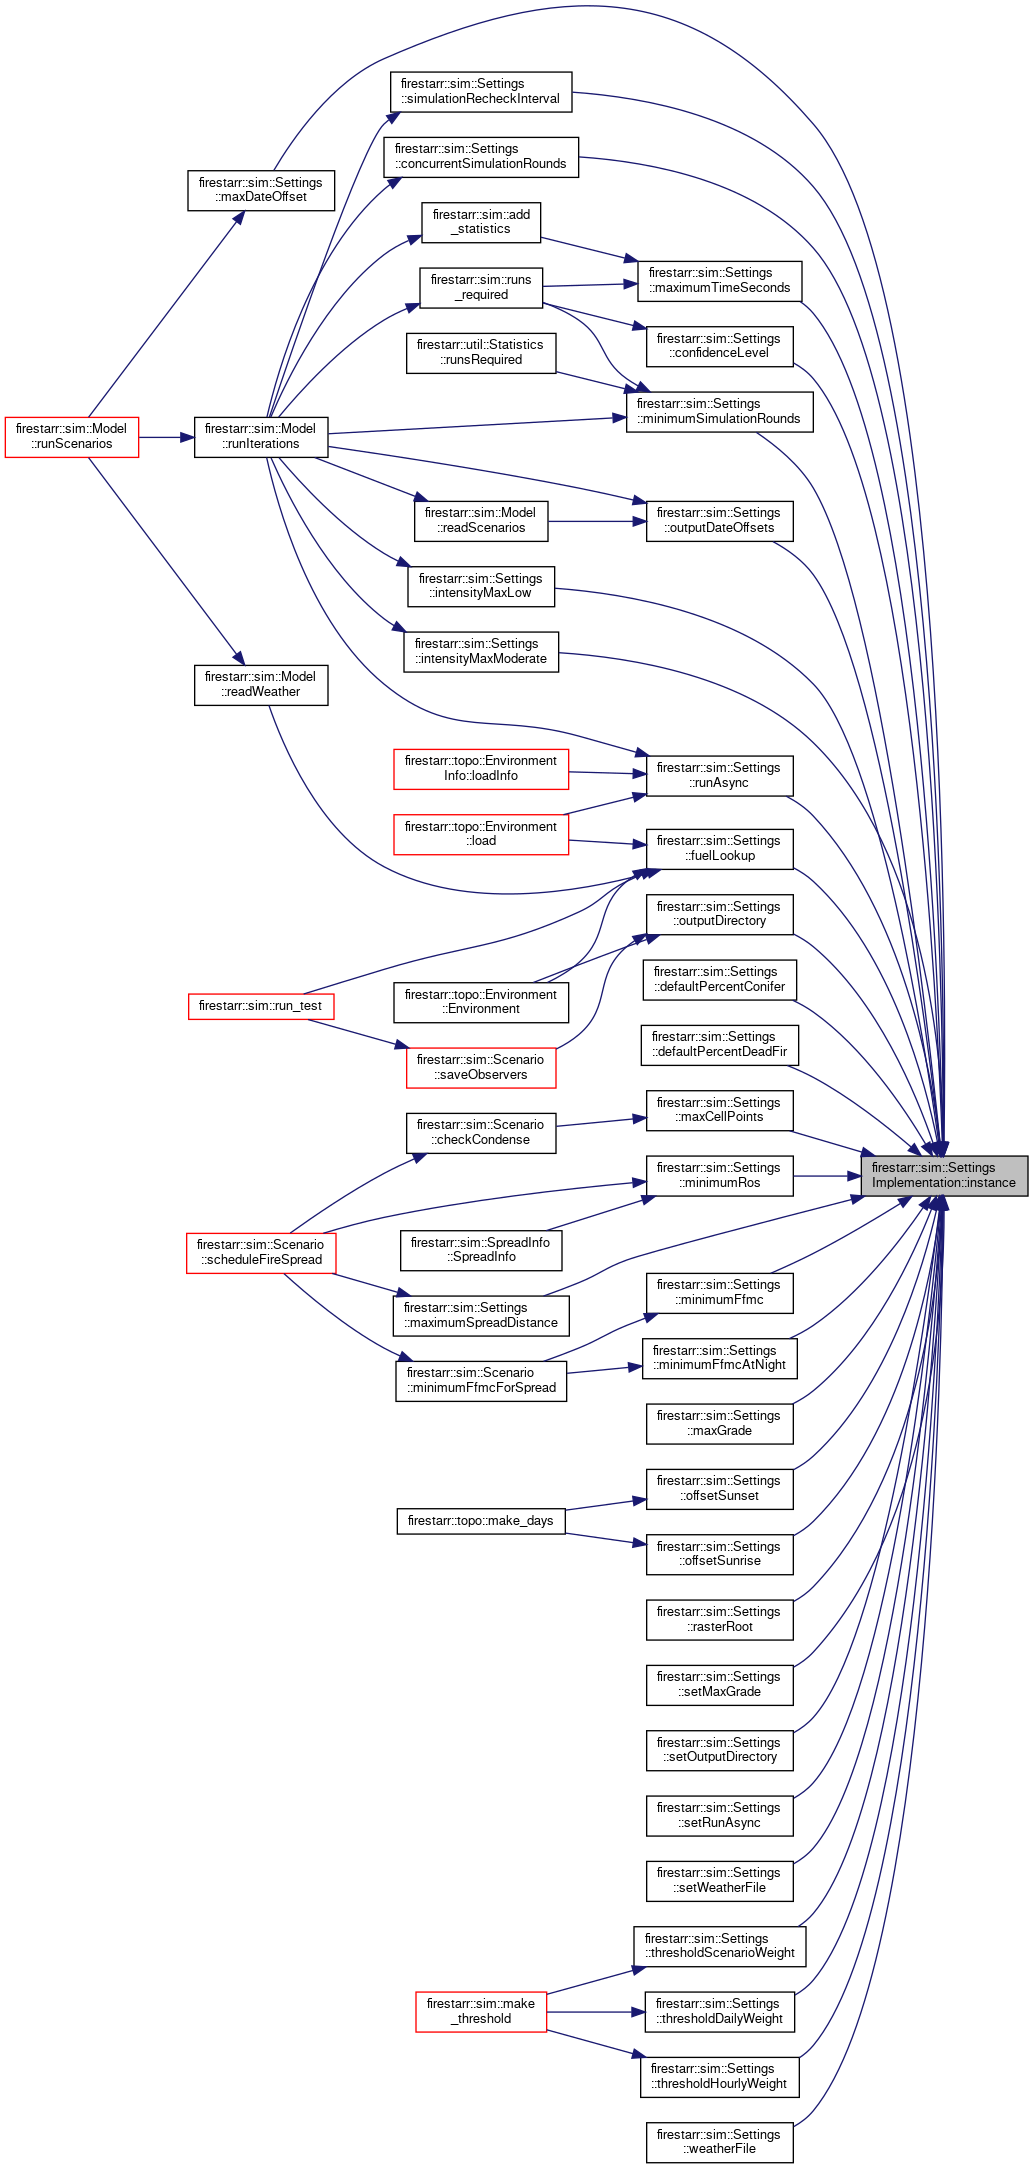 firestarr::sim::Settings
::simulationRecheckInterval
firestarr::sim::Settings
::concurrentSimulationRounds
firestarr::sim::Settings
::maxDateOffset
firestarr::sim::add
_statistics
firestarr::sim::Settings
::maximumTimeSeconds
firestarr::sim::runs
_required
firestarr::sim::Settings
::confidenceLevel
firestarr::util::Statistics
::runsRequired
firestarr::sim::Settings
::minimumSimulationRounds
firestarr::sim::Model
::runScenarios
firestarr::sim::Model
::runIterations
firestarr::sim::Model
::readScenarios
firestarr::sim::Settings
::outputDateOffsets
firestarr::sim::Settings
::intensityMaxLow
firestarr::sim::Settings
::intensityMaxModerate
firestarr::sim::Model
::readWeather
firestarr::topo::Environment
Info::loadInfo
firestarr::sim::Settings
::runAsync
firestarr::topo::Environment
::load
firestarr::sim::Settings
::fuelLookup
firestarr::sim::Settings
::outputDirectory
firestarr::sim::Settings
::defaultPercentConifer
firestarr::sim::run_test
firestarr::topo::Environment
::Environment
firestarr::sim::Settings
::defaultPercentDeadFir
firestarr::sim::Scenario
::saveObservers
firestarr::sim::Settings
::maxCellPoints
firestarr::sim::Scenario
::checkCondense
firestarr::sim::Settings
::minimumRos
firestarr::sim::Settings
Implementation::instance
firestarr::sim::Scenario
::scheduleFireSpread
firestarr::sim::SpreadInfo
::SpreadInfo
firestarr::sim::Settings
::minimumFfmc
firestarr::sim::Settings
::maximumSpreadDistance
firestarr::sim::Settings
::minimumFfmcAtNight
firestarr::sim::Scenario
::minimumFfmcForSpread
firestarr::sim::Settings
::maxGrade
firestarr::sim::Settings
::offsetSunset
firestarr::topo::make_days
firestarr::sim::Settings
::offsetSunrise
firestarr::sim::Settings
::rasterRoot
firestarr::sim::Settings
::setMaxGrade
firestarr::sim::Settings
::setOutputDirectory
firestarr::sim::Settings
::setRunAsync
firestarr::sim::Settings
::setWeatherFile
firestarr::sim::Settings
::thresholdScenarioWeight
firestarr::sim::make
_threshold
firestarr::sim::Settings
::thresholdDailyWeight
firestarr::sim::Settings
::thresholdHourlyWeight
firestarr::sim::Settings
::weatherFile